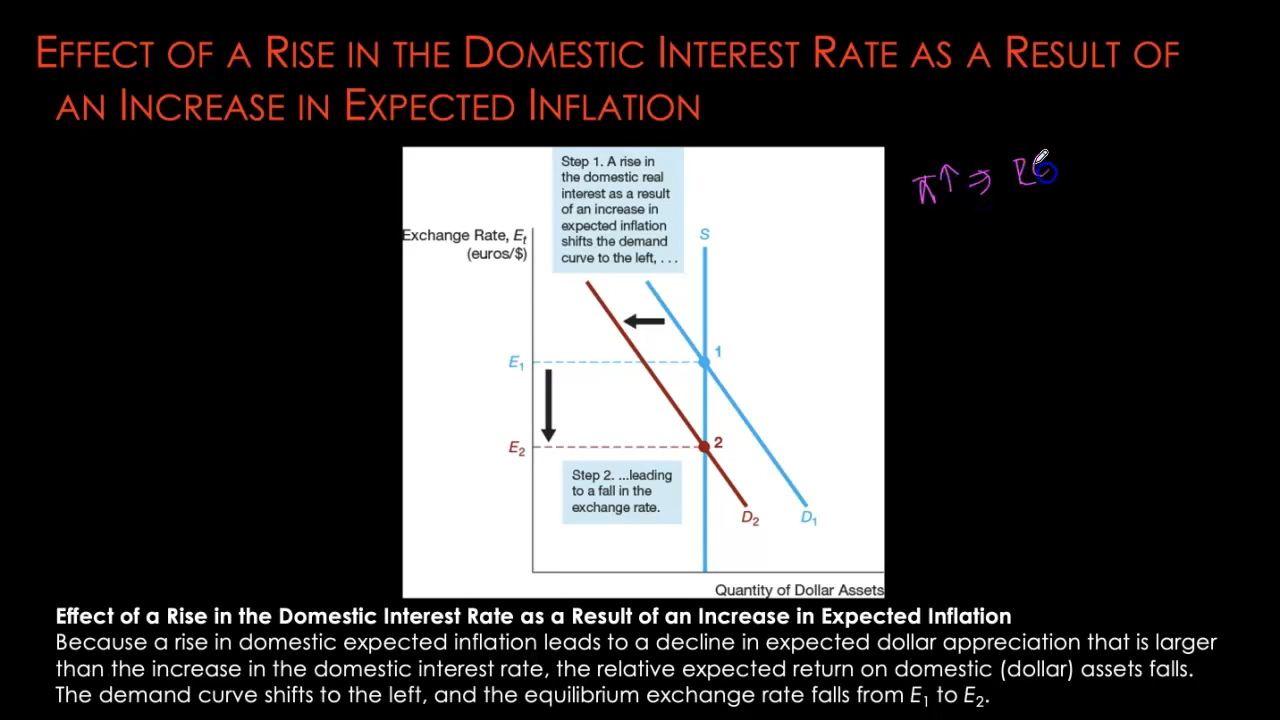 EFFECT OF A RISE IN THE DOMESTIC INTEREST RATE AS A RESULT OF
AN INCREASE IN EXPECTED INFLATION
Step 1. A rise in
the domestic real
interest as a result
of an increase in
expected inflation
shifts the demand
curve to the left, . . .
π↑ ⇒
Exchange Rate, Et
(euros/$)
S
1
E1
2
E2
Step 2. ...leading
to a fall in the
exchange rate.
D2
D1
Quantity of Dollar Assets
Effect of a Rise in the Domestic Interest Rate as a Result of an Increase in Expected Inflation
Because a rise in domestic expected inflation leads to a decline in expected dollar appreciation that is larger
than the increase in the domestic interest rate, the relative expected return on domestic (dollar) assets falls.
The demand curve shifts to the left, and the equilibrium exchange rate falls from E1 to E2.